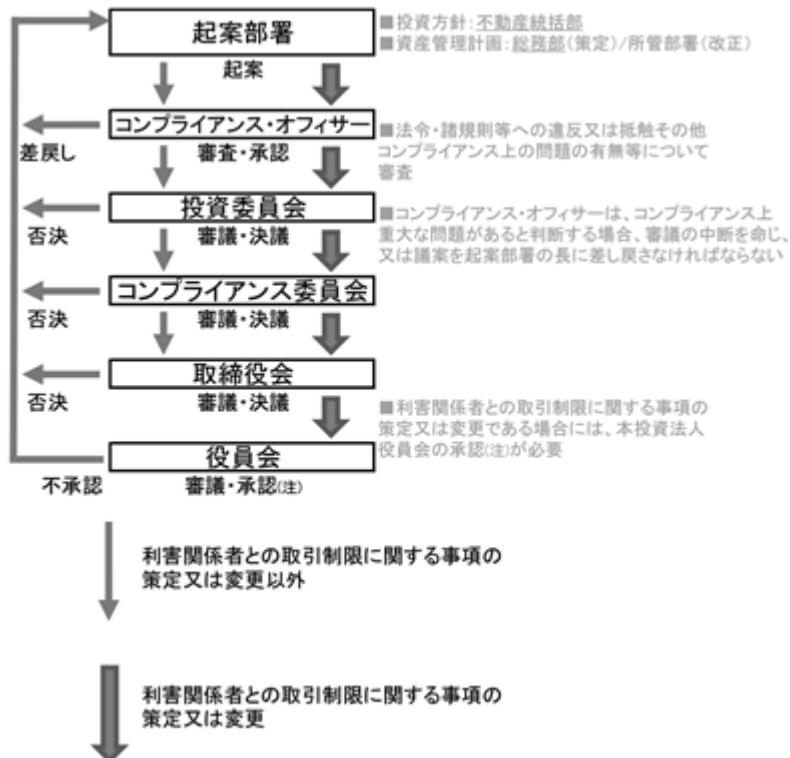 起案部署
■投資方針：不動産統括部
■資産管理計画：総務部（策定）/所管部署（改正）
起案
コンプライアンス・オフィサー
■法令・諸規則等への違反又は抵触その他
コンプライアンス上の問題の有無等について
審査
差戻し
審査・承認
投資委員会
■コンプライアンス・オフィサーは、コンプライアンス上
重大な問題があると判断する場合、審議の中断を命じ、
又は議案を起案部署の長に差し戻さなければならない
否決
審議・決議
コンプライアンス委員会
否決
審議・決議
取締役会
否決
審議・決議
■利害関係者との取引制限に関する事項の
策定又は変更である場合には、本投資法人
役員会の承認(注)が必要
役員会
不承認
審議・承認(注)
利害関係者との取引制限に関する事項の
策定又は変更以外
利害関係者との取引制限に関する事項の
策定又は変更